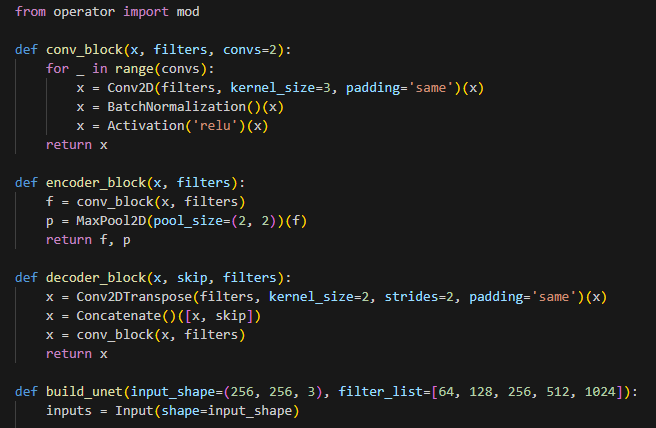 from operator import mod

def conv_block(x, filters, convs=2):
    for _ in range(convs):
        x = Conv2D(filters, kernel_size=3, padding='same')(x)
        x = BatchNormalization()(x)
        x = Activation('relu')(x)
    return x

def encoder_block(x, filters):
    f = conv_block(x, filters)
    p = MaxPool2D(pool_size=(2, 2))(f)
    return f, p

def decoder_block(x, skip, filters):
    x = Conv2DTranspose(filters, kernel_size=2, strides=2, padding='same')(x)
    x = Concatenate()([x, skip])
    x = conv_block(x, filters)
    return x

def build_unet(input_shape=(256, 256, 3), filter_list=[64, 128, 256, 512, 1024]):
    inputs = Input(shape=input_shape)